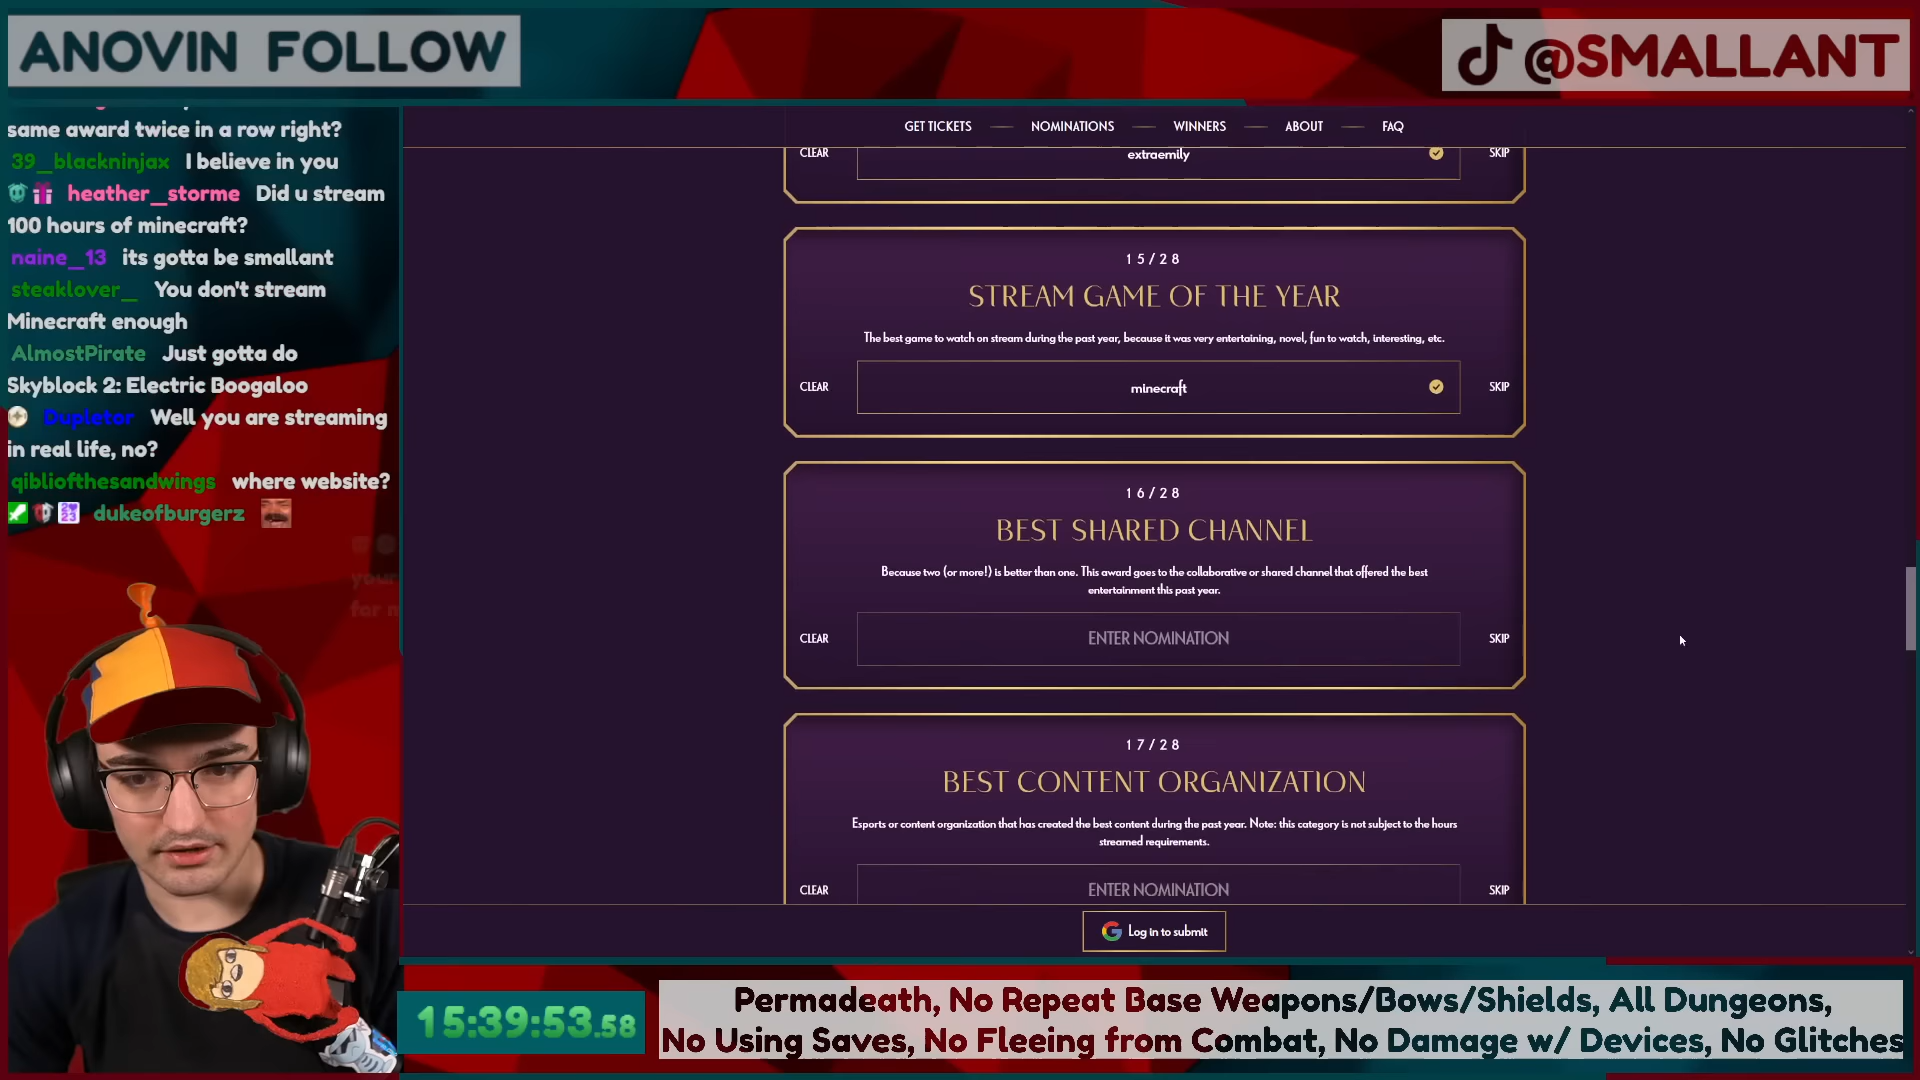 ANOVIN FOLLOW
@SMALLANT
same award twice in a row right?
39__blackninjax I believe in you
heather_storme Did u stream
100 hours of minecraft?
naine_13 its gotta be smallant
steaklover_ You don't stream
Minecraft enough
AlmostPirate Just gotta do
Skyblock 2: Electric Boogaloo
Dupletor Well you are streaming
in real life, no?
qibliofthesandwings where website?
dukeofburgerz
your
for
GET TICKETS
NOMINATIONS
WINNERS
ABOUT
FAQ
CLEAR
extraemily
SKIP
15/28
STREAM GAME OF THE YEAR
The best game to watch on stream during the past year, because it was very entertaining, novel, fun to watch, interesting, etc.
CLEAR
minecraft
SKIP
16/28
BEST SHARED CHANNEL
Because two (or more!) is better than one. This award goes to the collaborative or shared channel that offered the best
entertainment this past year.
CLEAR
ENTER NOMINATION
SKIP
17/28
BEST CONTENT ORGANIZATION
Esports or content organization that has created the best content during the past year. Note: this category is not subject to the hours
streamed requirements.
CLEAR
ENTER NOMINATION
SKIP
Log in to submit
15:39:53.58
Permadeath, No Repeat Base Weapons/Bows/Shields, All Dungeons,
No Using Saves, No Fleeing from Combat, No Damage w/ Devices, No Glitches